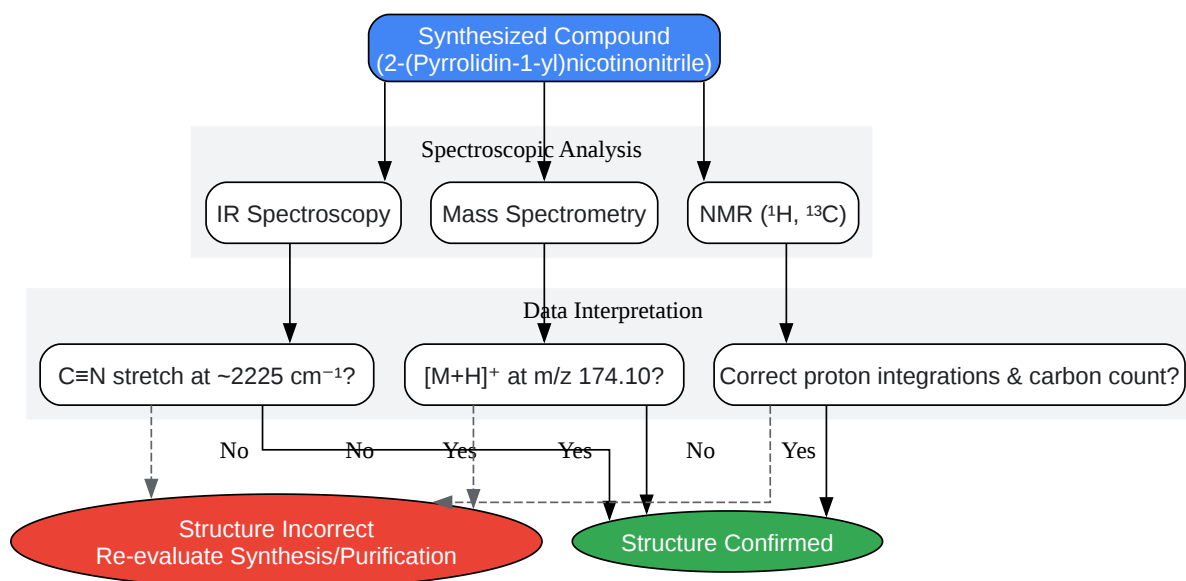 Synthesized Compound
(2-(Pyrrolidin-1-yl)nicotinonitrile)
Spectroscopic Analysis
IR Spectroscopy
Mass Spectrometry
NMR (¹H, ¹³C)
Data Interpretation
C≡N stretch at ~2225 cm⁻¹?
[M+H]⁺ at m/z 174.10?
Correct proton integrations & carbon count?
No
No
Yes
Yes
No
Yes
Structure Incorrect
Re-evaluate Synthesis/Purification
Structure Confirmed